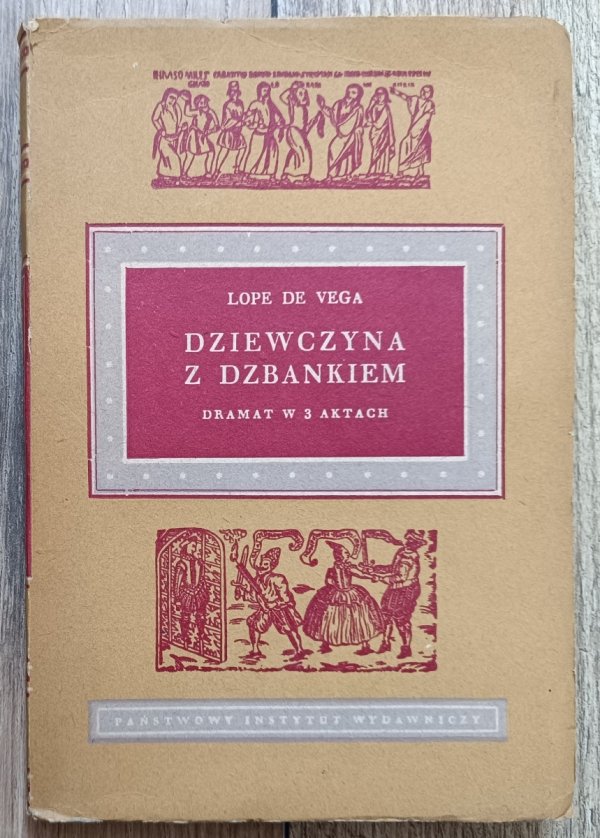 LOPE DE VEGA
DZIEWCZYNA
Z DZBANKIEM
DRAMAT W 3 AKTACH
PAŃSTWOWY INSTYTUT WYDAWNICZY